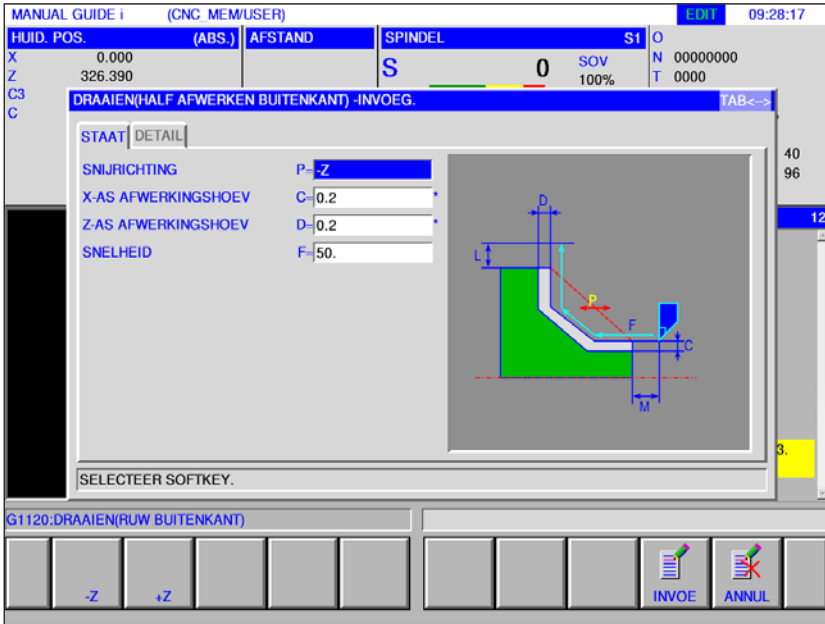 MANUAL GUIDE i (CNC_MEM/USER) EDIT 09:28:17
HUID. POS. (ABS.) AFSTAND SPINDEL S1 O
X 0.000
Z 326.390
C3
C
S 0 SOV 100%
N 00000000
T 0000
DRAAIEN(HALF AFWERKEN BUITENKANT) -INVOEG. TAB<-->
STAAT DETAIL
SNIJRICHTING P= -Z
X-AS AFWERKINGSHOEV C= 0.2 *
Z-AS AFWERKINGSHOEV D= 0.2 *
SNELHEID F= 50.
D
L
P
F
C
M
40
96
12
3.
SELECTEER SOFTKEY.
G1120:DRAAIEN(RUW BUITENKANT)
-Z +Z INVOE ANNUL